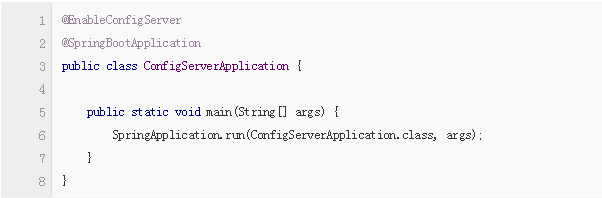 1 @EnableConfigServer
2 @SpringBootApplication
3 public class ConfigServerApplication {
4
5     public static void main(String[] args) {
6         SpringApplication.run(ConfigServerApplication.class, args);
7     }
8 }